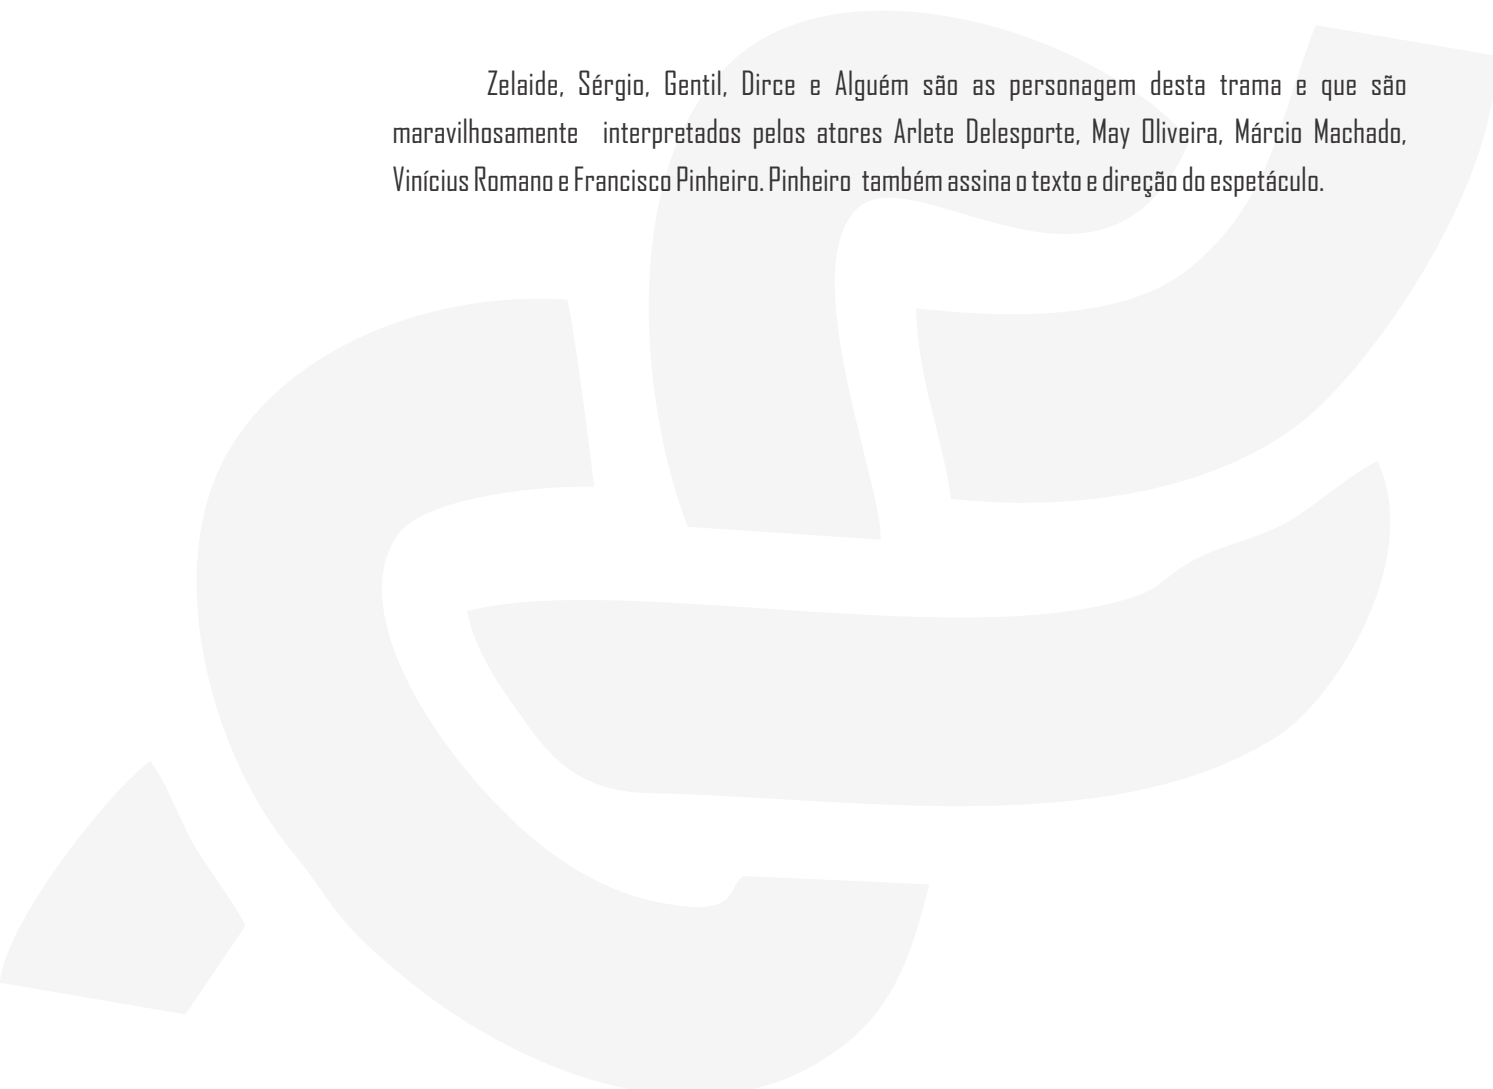 Zelaide, Sérgio, Gentil, Dirce e Alguém são as personagem desta trama e que são
maravilhosamente interpretados pelos atores Arlete Delesporte, May Oliveira, Márcio Machado,
Vinícius Romano e Francisco Pinheiro. Pinheiro também assina o texto e direção do espetáculo.